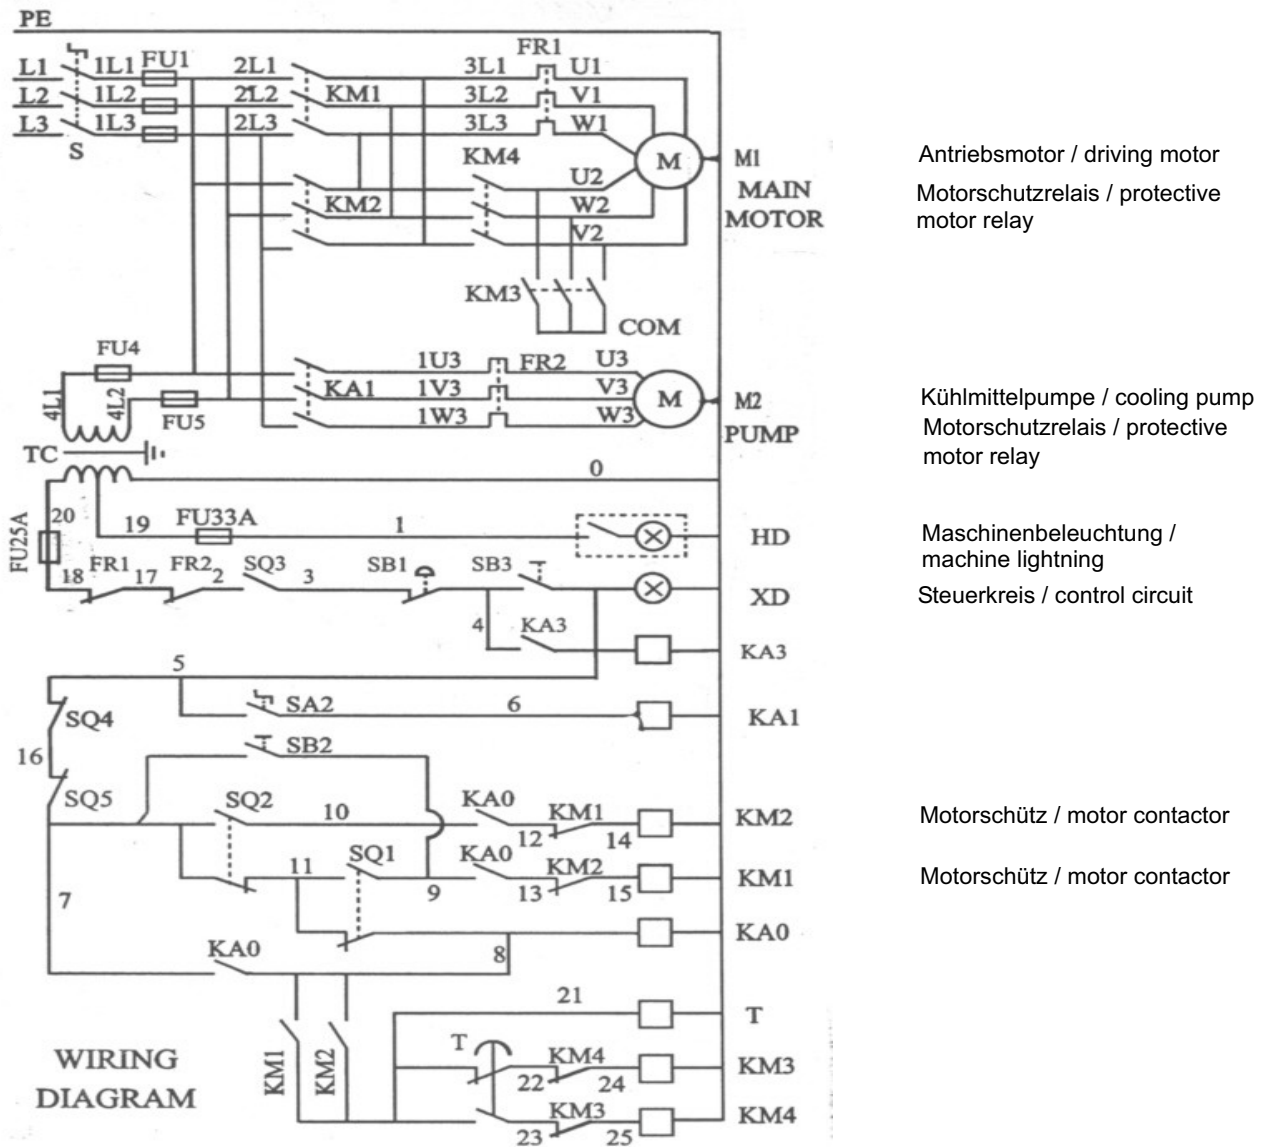 PE
FR1
L1 1L1 FU1 2L1 3L1 U1
L2 1L2 2L2 KM1 3L2 V1
L3 1L3 2L3 3L3 W1
S KM4 M M1
Antriebsmotor / driving motor
U2 MAIN
Motorschutzrelais / protective
KM2 W2 MOTOR
motor relay
V2
KM3
COM
FU4 1U3 FR2 U3
4L1 4L2 KA1 1V3 V3 M M2
Kühlmittelpumpe / cooling pump
FU5 1W3 W3
Motorschutzrelais / protective
PUMP
TC
motor relay
0
FU25A 20 19 FU33A 1 HD
Maschinenbeleuchtung /
machine lightning
18 FR1 17 FR2 2 SQ3 3 SB1 SB3 XD
Steuerkreis / control circuit
4 KA3 KA3
5
SQ4 SA2 6 KA1
16 SB2
SQ5 SQ2 10 KA0 KM1 KM2
Motorschütz / motor contactor
12 14
11 SQ1 KA0 KM2 KM1
Motorschütz / motor contactor
7 9 13 15
KA0
KA0 8
21 T
KM1 KM2 T KM4 KM3
22 24
WIRING
DIAGRAM
KM3 KM4
23 25